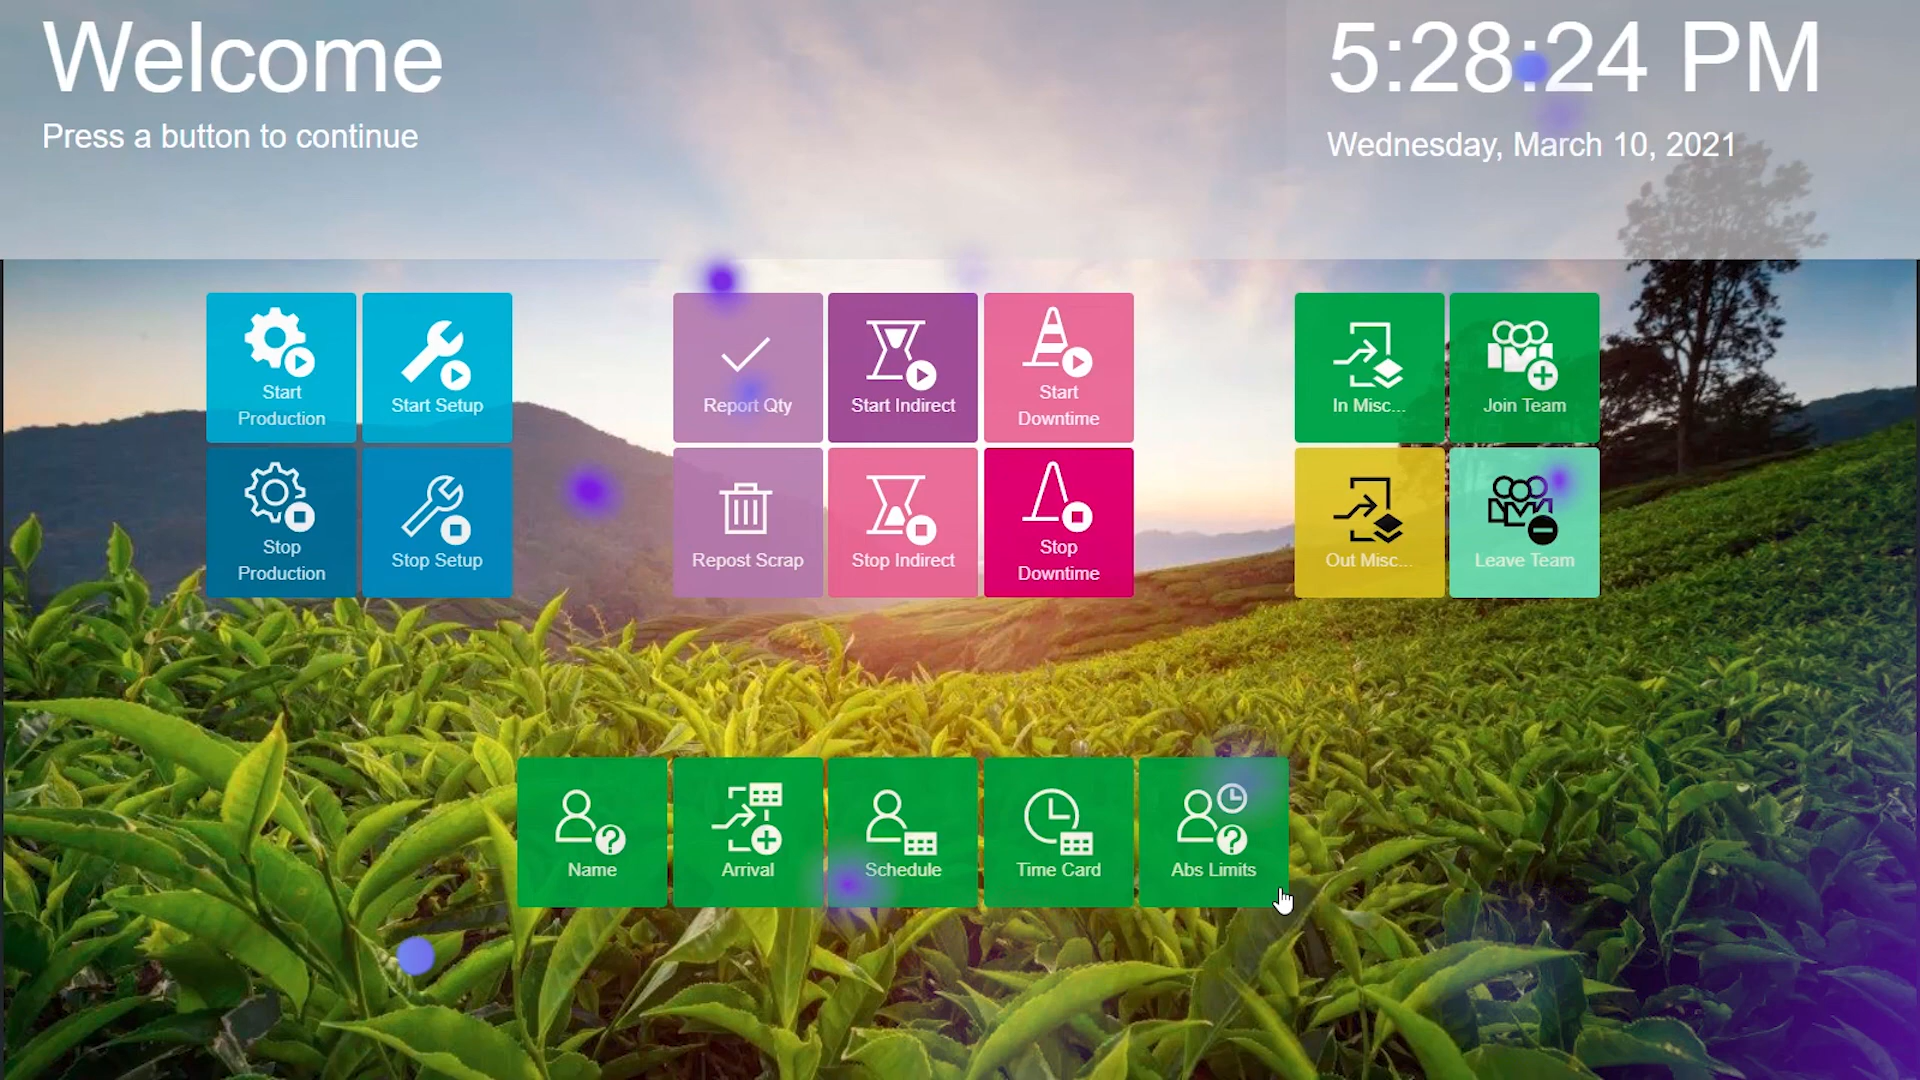 Welcome
Press a button to continue
5:28:24 PM
Wednesday, March 10, 2021
Start
Production
Start Setup
Report Qty
Start Indirect
Start
Downtime
In Misc...
Join Team
Stop
Production
Stop Setup
Repost Scrap
Stop Indirect
Stop
Downtime
Out Misc...
Leave Team
Name
Arrival
Schedule
Time Card
Abs Limits